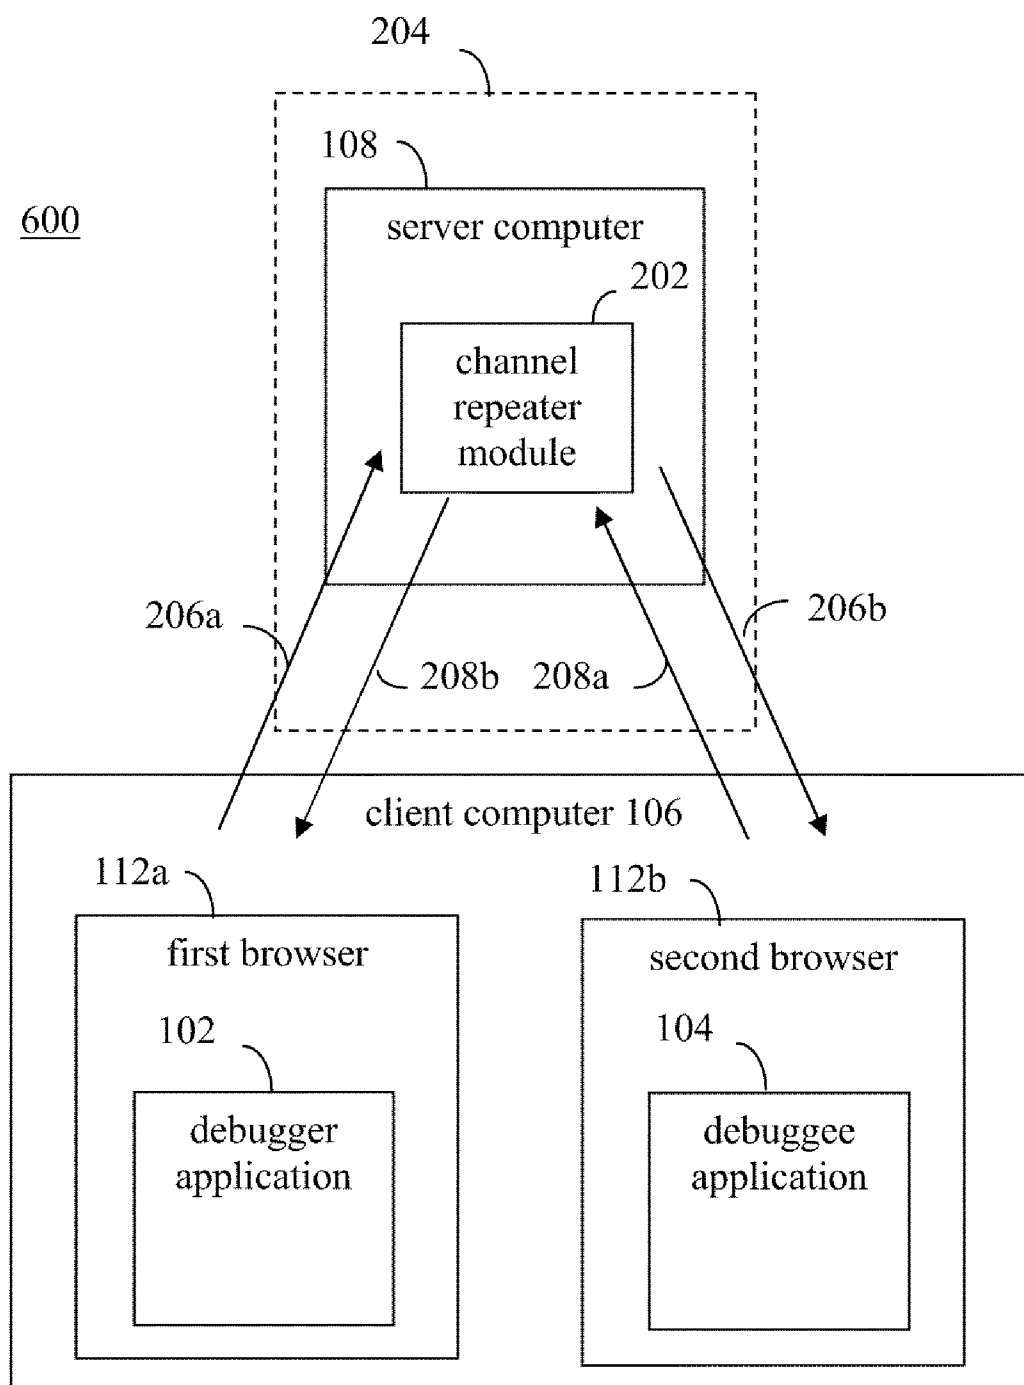 204
108
600
server computer
202
channel
repeater
module
206a
206b
208b
208a
client computer 106
112a
112b
first browser
second browser
102
104
debugger
application
debuggee
application